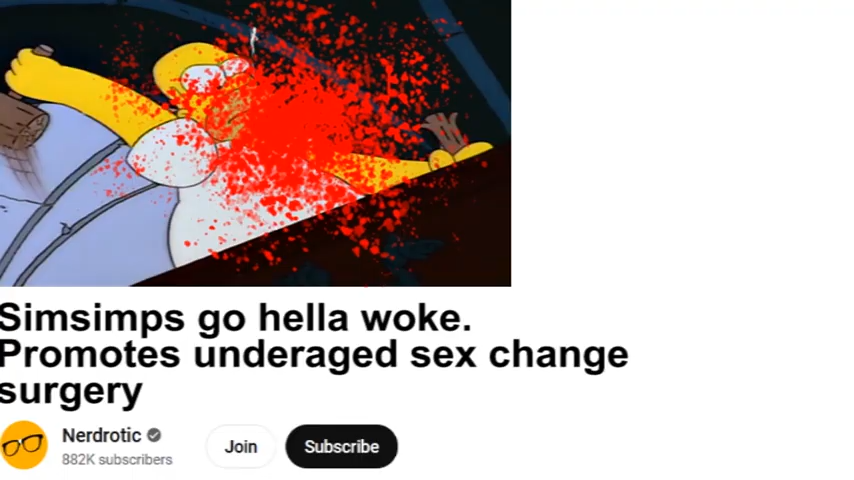 Simsimps go hella woke.
Promotes underaged sex change
surgery
Nerdrotic
882K subscribers
Join
Subscribe